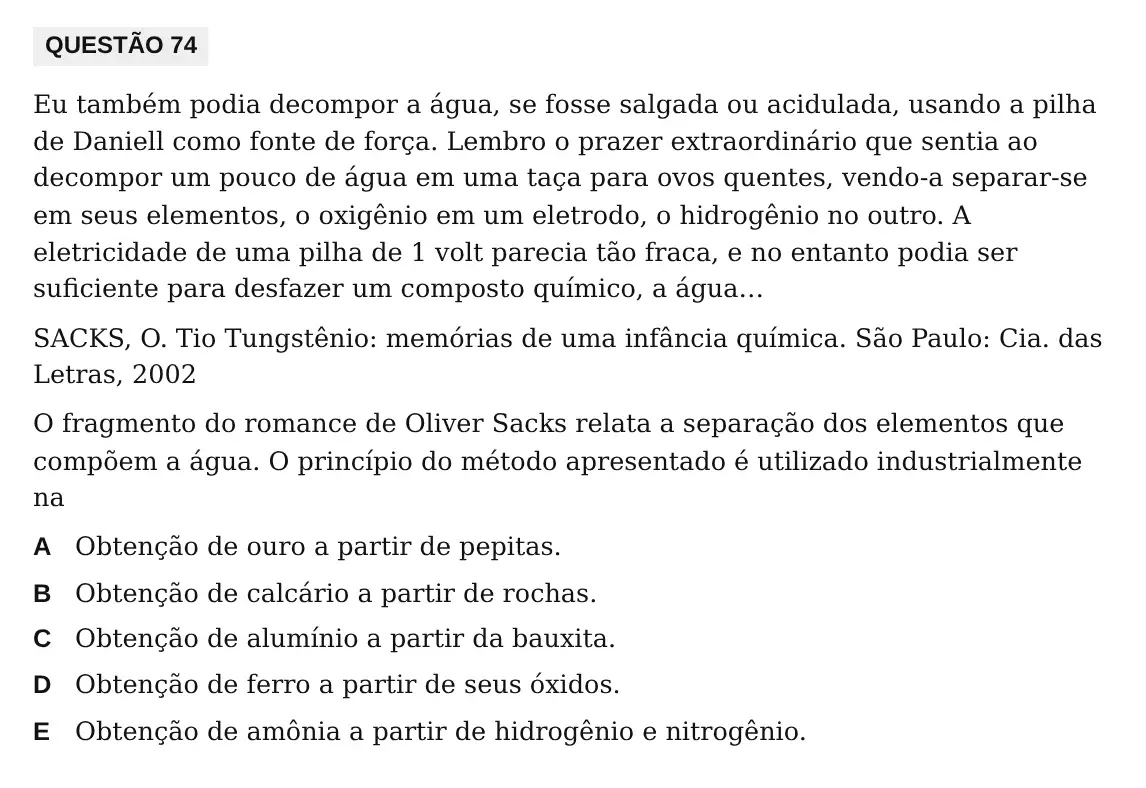 QUESTÃO 74
Eu também podia decompor a água, se fosse salgada ou acidulada, usando a pilha
de Daniell como fonte de força. Lembro o prazer extraordinário que sentia ao
decompor um pouco de água em uma taça para ovos quentes, vendo-a separar-se
em seus elementos, o oxigênio em um eletrodo, o hidrogênio no outro. A
eletricidade de uma pilha de 1 volt parecia tão fraca, e no entanto podia ser
suficiente para desfazer um composto químico, a água…
SACKS, O. Tio Tungstênio: memórias de uma infância química. São Paulo: Cia. das
Letras, 2002
O fragmento do romance de Oliver Sacks relata a separação dos elementos que
compõem a água. O princípio do método apresentado é utilizado industrialmente
na
A Obtenção de ouro a partir de pepitas.
B Obtenção de calcário a partir de rochas.
C Obtenção de alumínio a partir da bauxita.
D Obtenção de ferro a partir de seus óxidos.
E Obtenção de amônia a partir de hidrogênio e nitrogênio.